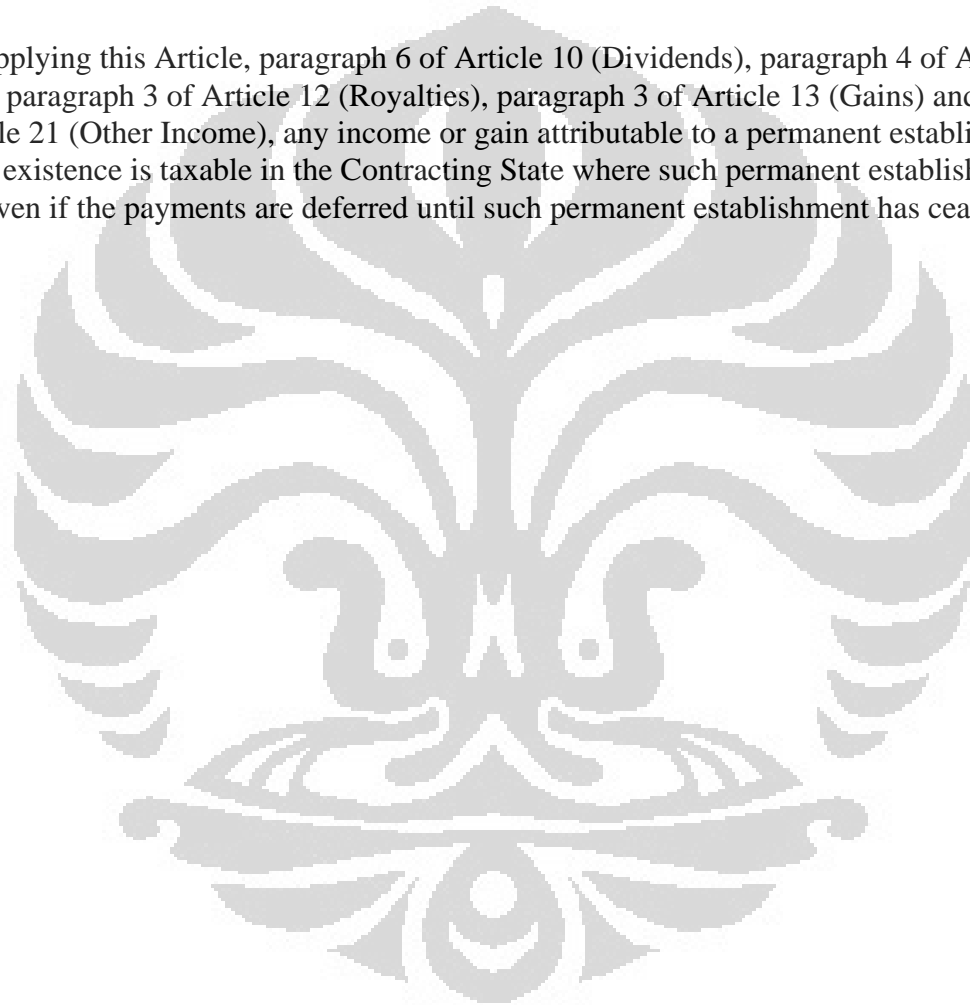 pplying this Article, paragraph 6 of Article 10 (Dividends), paragraph 4 of A
paragraph 3 of Article 12 (Royalties), paragraph 3 of Article 13 (Gains) and
le 21 (Other Income), any income or gain attributable to a permanent establi
existence is taxable in the Contracting State where such permanent establish
ven if the payments are deferred until such permanent establishment has cea